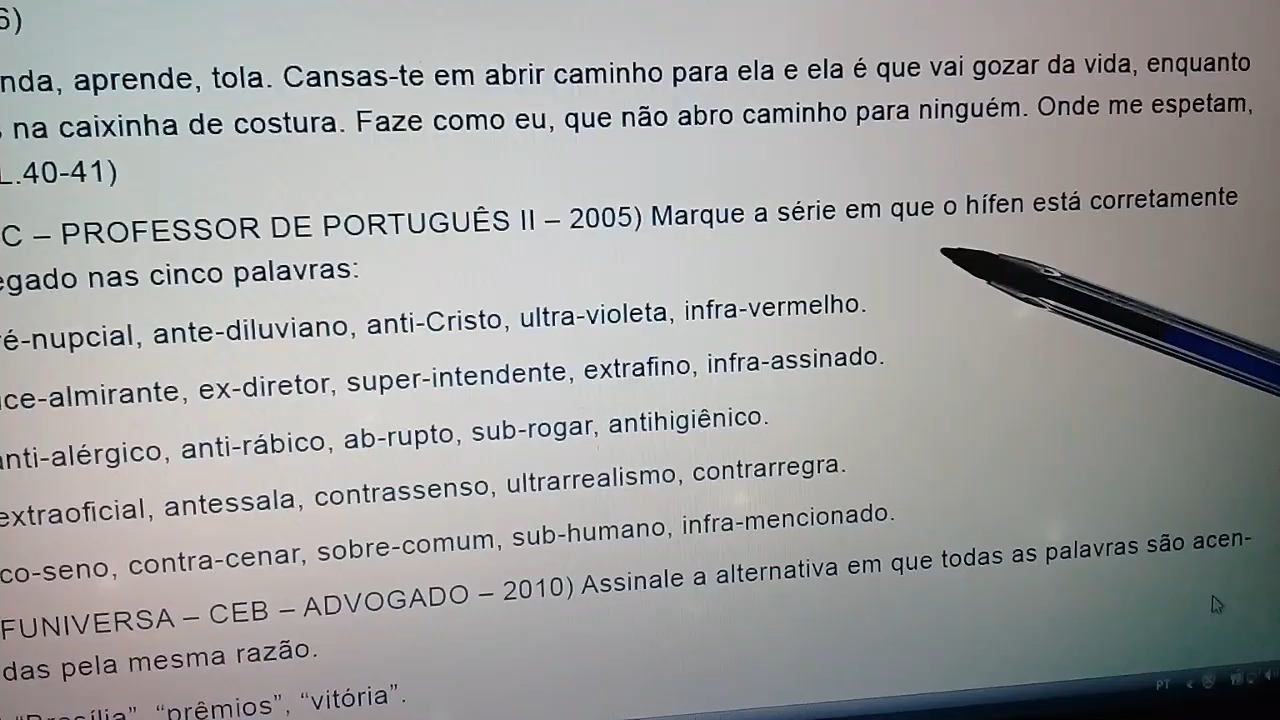 6)
nda, aprende, tola. Cansas-te em abrir caminho para ela e ela é que vai gozar da vida, enquanto
na caixinha de costura. Faze como eu, que não abro caminho para ninguém. Onde me espetam,
L.40-41)
C – PROFESSOR DE PORTUGUÊS II – 2005) Marque a série em que o hífen está corretamente
egado nas cinco palavras:
é-nupcial, ante-diluviano, anti-Cristo, ultra-violeta, infra-vermelho.
ice-almirante, ex-diretor, super-intendente, extrafino, infra-assinado.
anti-alérgico, anti-rábico, ab-rupto, sub-rogar, antihigiênico.
extraoficial, antessala, contrassenso, ultrarrealismo, contrarregra.
co-seno, contra-cenar, sobre-comum, sub-humano, infra-mencionado.
FUNIVERSA – CEB – ADVOGADO – 2010) Assinale a alternativa em que todas as palavras são acen-
das pela mesma razão.
“Brasília”, “prêmios”, “vitória”.
PT